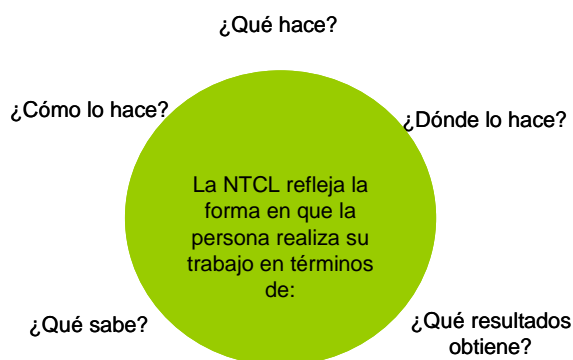 ¿Qué hace?
¿Cómo lo hace?
¿Dónde lo hace?
La NTCL refleja la
forma en que la
persona realiza su
trabajo en términos
de:
¿Qué sabe?
¿Qué resultados
obtiene?